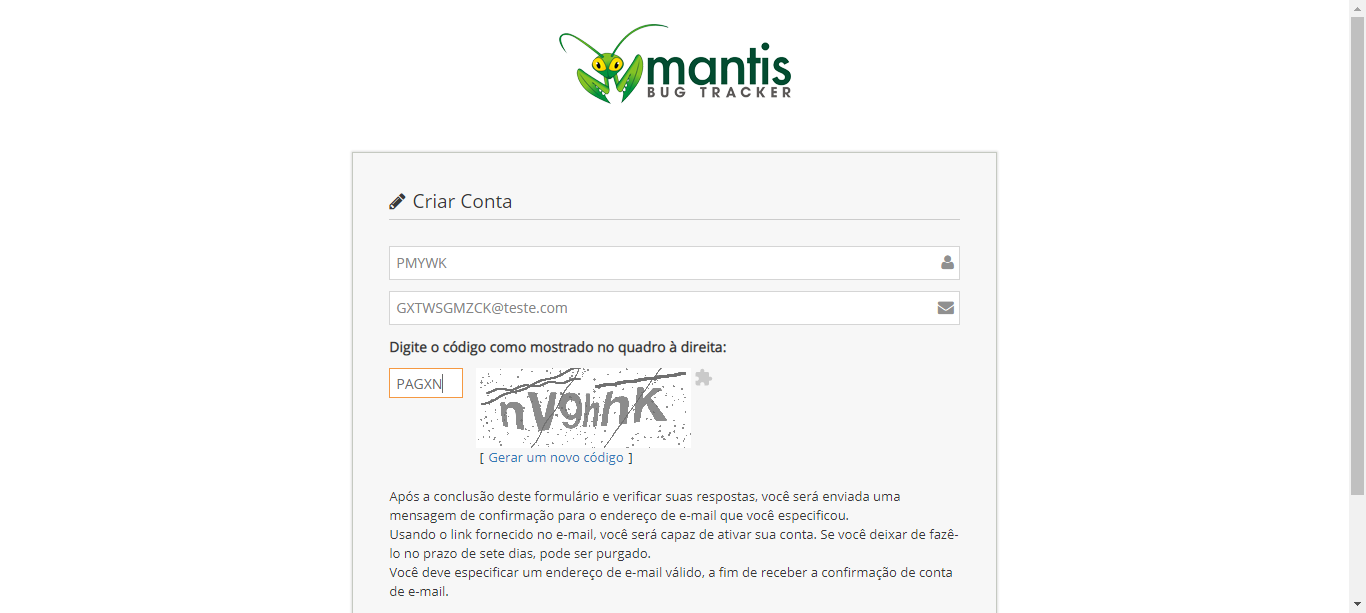 mantis
BUG TRACKER
Criar Conta
PMYWK
GXTWSGMZCK@teste.com
Digite o código como mostrado no quadro à direita:
PAGXN
[ Gerar um novo código ]
Após a conclusão deste formulário e verificar suas respostas, você será enviada uma
mensagem de confirmação para o endereço de e-mail que você especificou.
Usando o link fornecido no e-mail, você será capaz de ativar sua conta. Se você deixar de fazê-
lo no prazo de sete dias, pode ser purgado.
Você deve especificar um endereço de e-mail válido, a fim de receber a confirmação de conta
de e-mail.